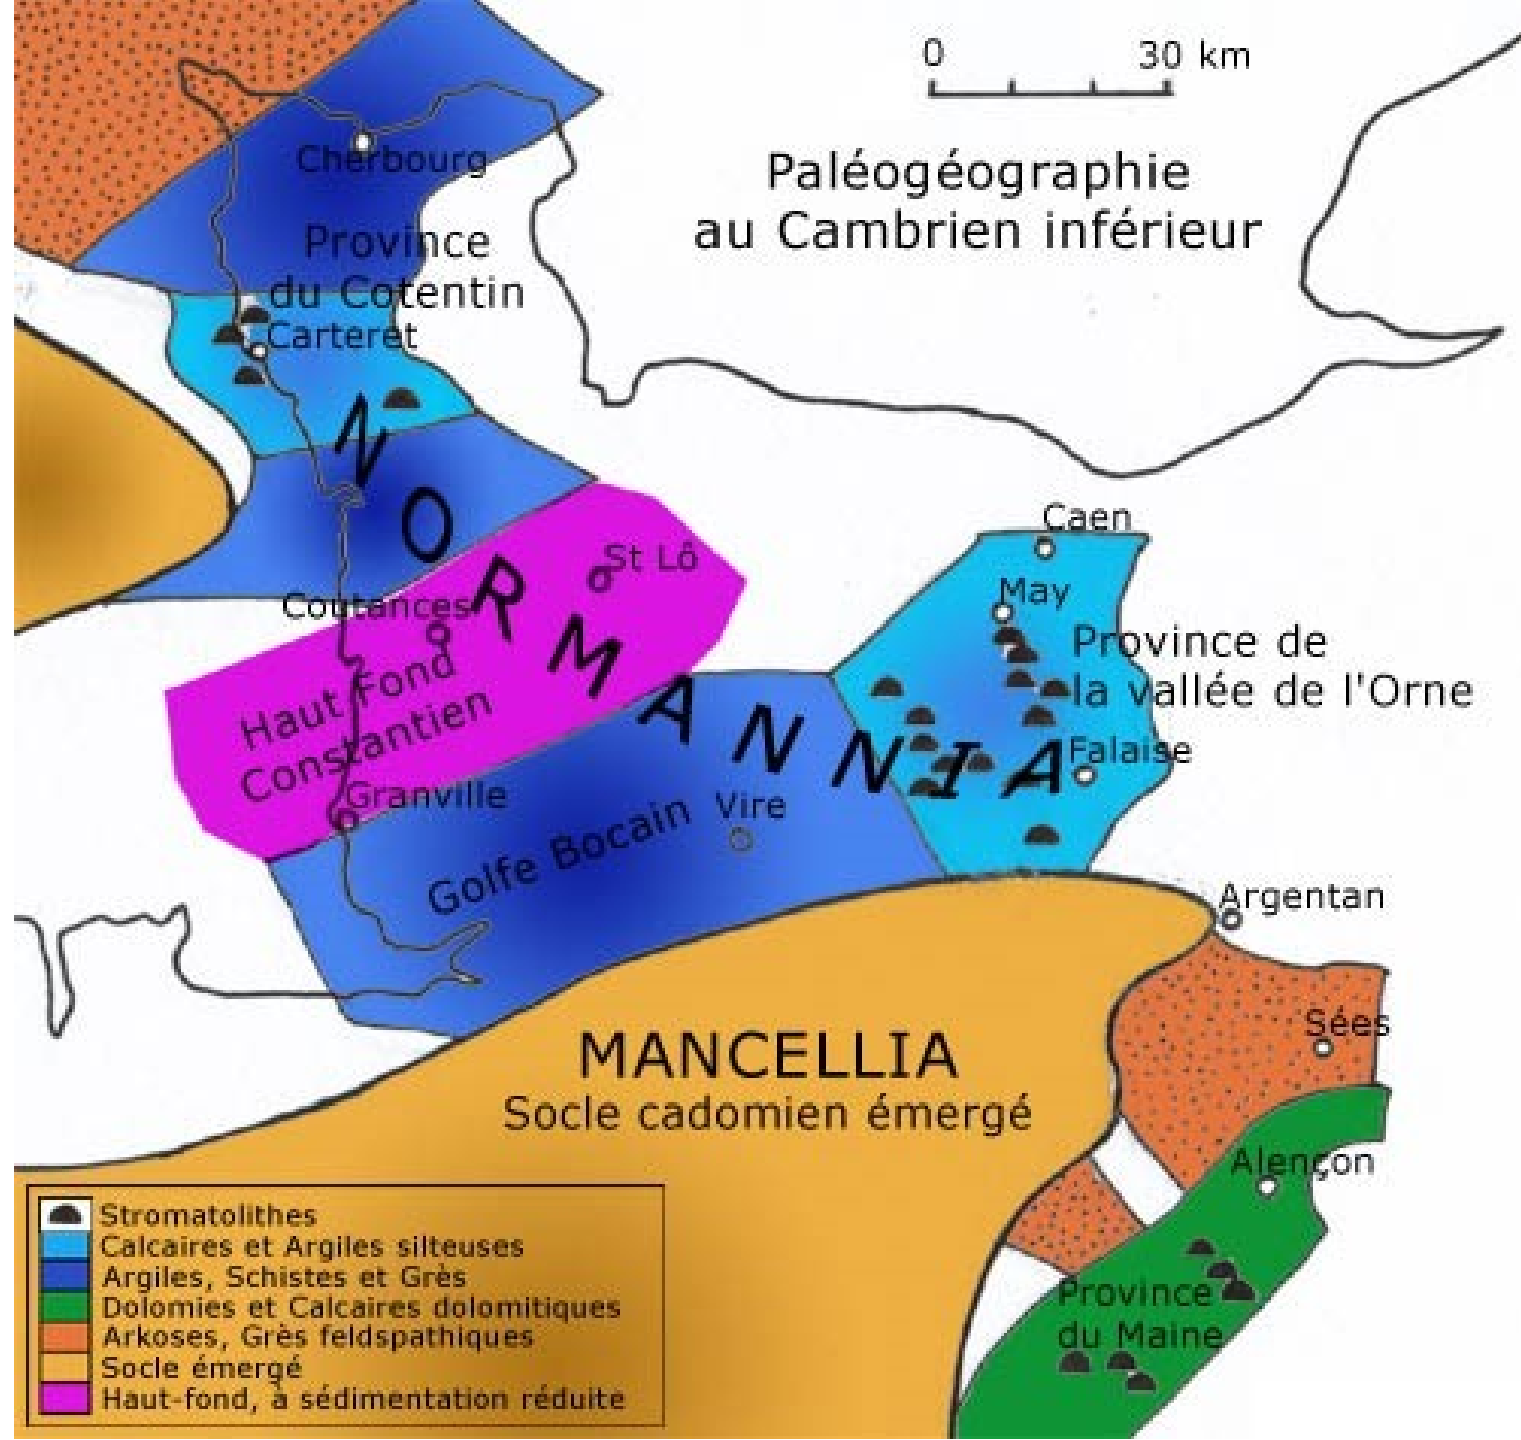 0 30 km
Paléogéographie
au Cambrien inférieur
Cherbourg
Province
du Cotentin
Carteret
NORMANNIA
Caen
St Lô
May
Coutances
Province de
la vallée de l'Orne
Haut Fond
Constantien
Falaise
Granville
Vire
Golfe Bocain
Argentan
Sées
MANCELLIA
Socle cadomien émergé
Alençon
Province
du Maine
Stromatolithes
Calcaires et Argiles silteuses
Argiles, Schistes et Grès
Dolomies et Calcaires dolomitiques
Arkoses, Grès feldspathiques
Socle émergé
Haut-fond, à sédimentation réduite